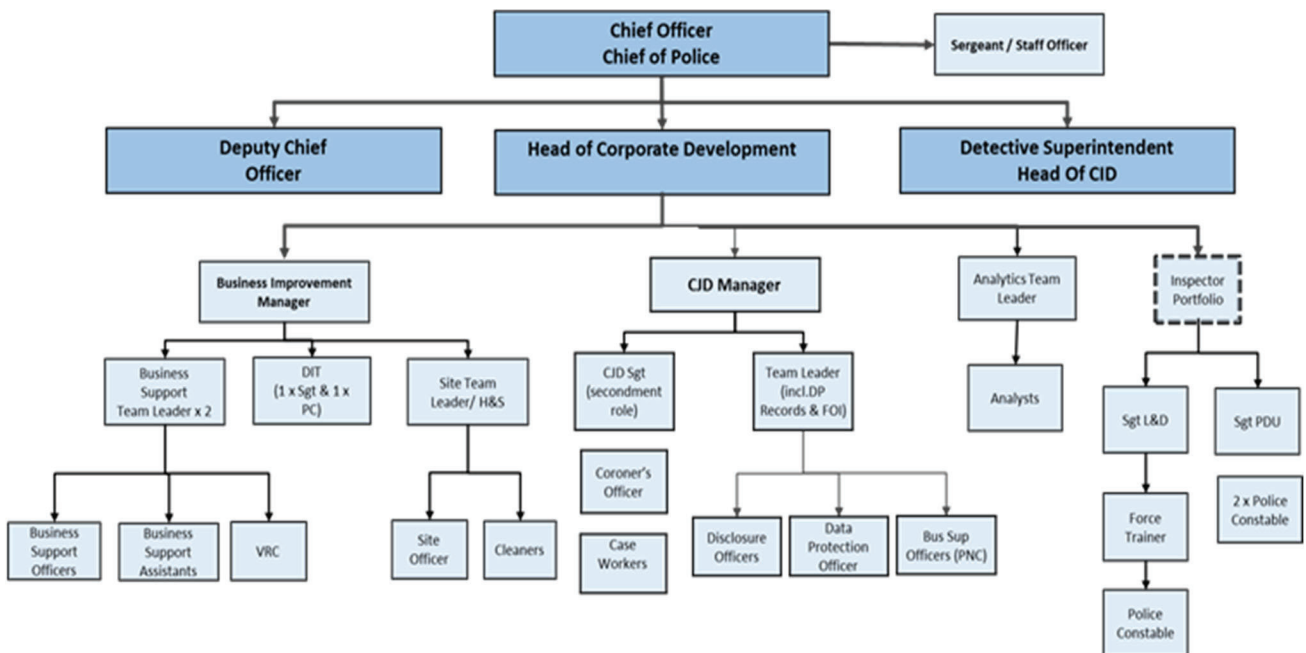 Chief Officer
Chief of Police
Sergeant / Staff Officer
Deputy Chief
Officer
Head of Corporate Development
Detective Superintendent
Head Of CID
Business Improvement
Manager
CJD Manager
Analytics Team
Leader
Inspector
Portfolio
Business
Support
Team Leader x 2
DIT
(1 x Sgt & 1 x
PC)
Site Team
Leader/ H&S
CJD Sgt
(secondment
role)
Team Leader
(incl.DP
Records & FOI)
Analysts
Sgt L&D
Sgt PDU
Coroner's
Officer
2 x Police
Constable
Business
Support
Officers
Business
Support
Assistants
VRC
Site
Officer
Cleaners
Case
Workers
Disclosure
Officers
Data
Protection
Officer
Bus Sup
Officers (PNC)
Force
Trainer
Police
Constable